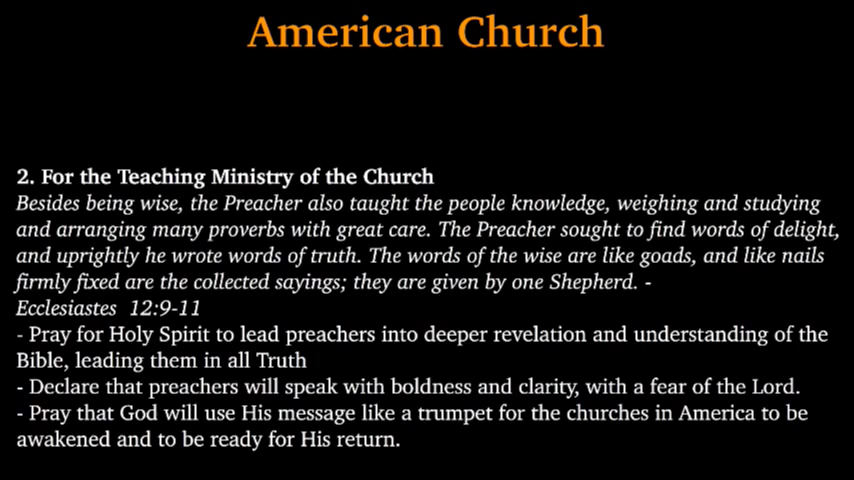 American Church
2. For the Teaching Ministry of the Church
Besides being wise, the Preacher also taught the people knowledge, weighing and studying
and arranging many proverbs with great care. The Preacher sought to find words of delight,
and uprightly he wrote words of truth. The words of the wise are like goads, and like nails
firmly fixed are the collected sayings; they are given by one Shepherd. -
Ecclesiastes 12:9-11
- Pray for Holy Spirit to lead preachers into deeper revelation and understanding of the
Bible, leading them in all Truth
- Declare that preachers will speak with boldness and clarity, with a fear of the Lord.
- Pray that God will use His message like a trumpet for the churches in America to be
awakened and to be ready for His return.